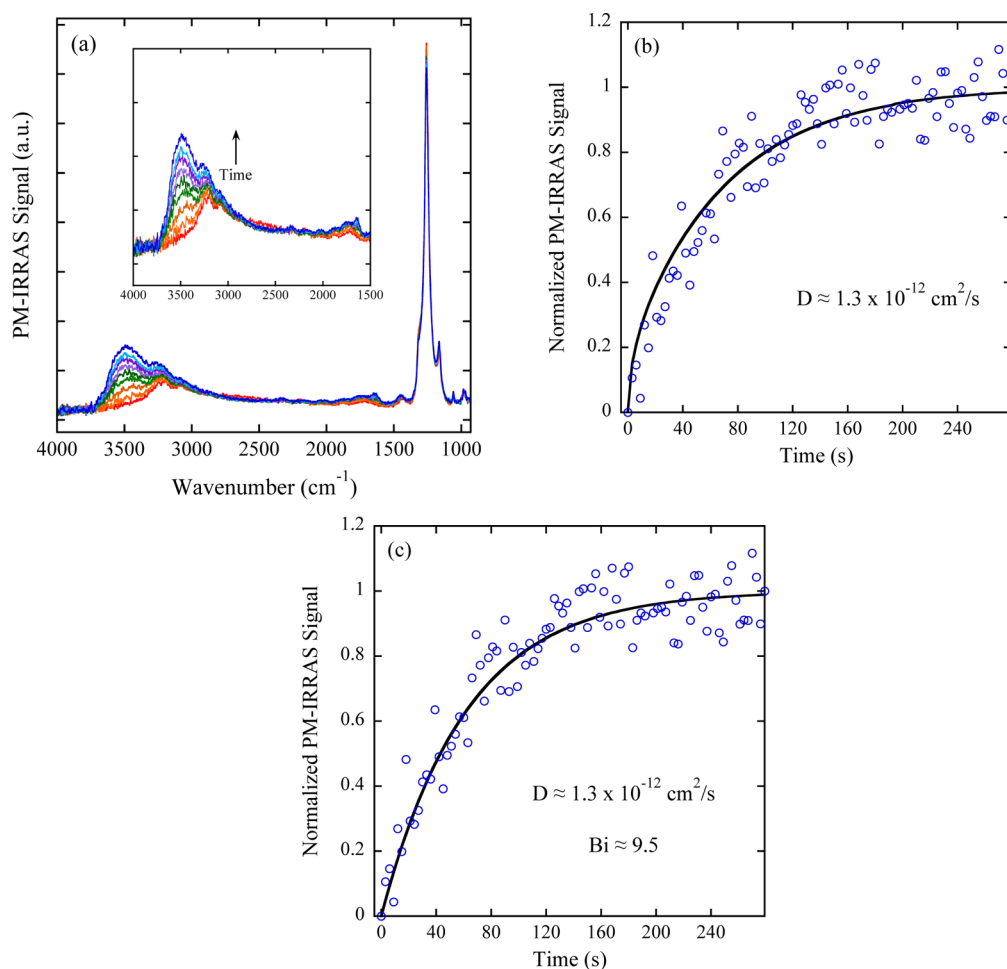 (a)
PM-IRRAS Signal (a.u.)
Time
4000 3500 3000 2500 2000 1500
4000 3500 3000 2500 2000 1500 1000
Wavenumber (cm⁻¹)
(b)
Normalized PM-IRRAS Signal
1.2
1
0.8
0.6
0.4
0.2
0
D ≈ 1.3 x 10⁻¹² cm²/s
0 40 80 120 160 200 240
Time (s)
(c)
Normalized PM-IRRAS Signal
1.2
1
0.8
0.6
0.4
0.2
0
D ≈ 1.3 x 10⁻¹² cm²/s
Bi ≈ 9.5
0 40 80 120 160 200 240
Time (s)